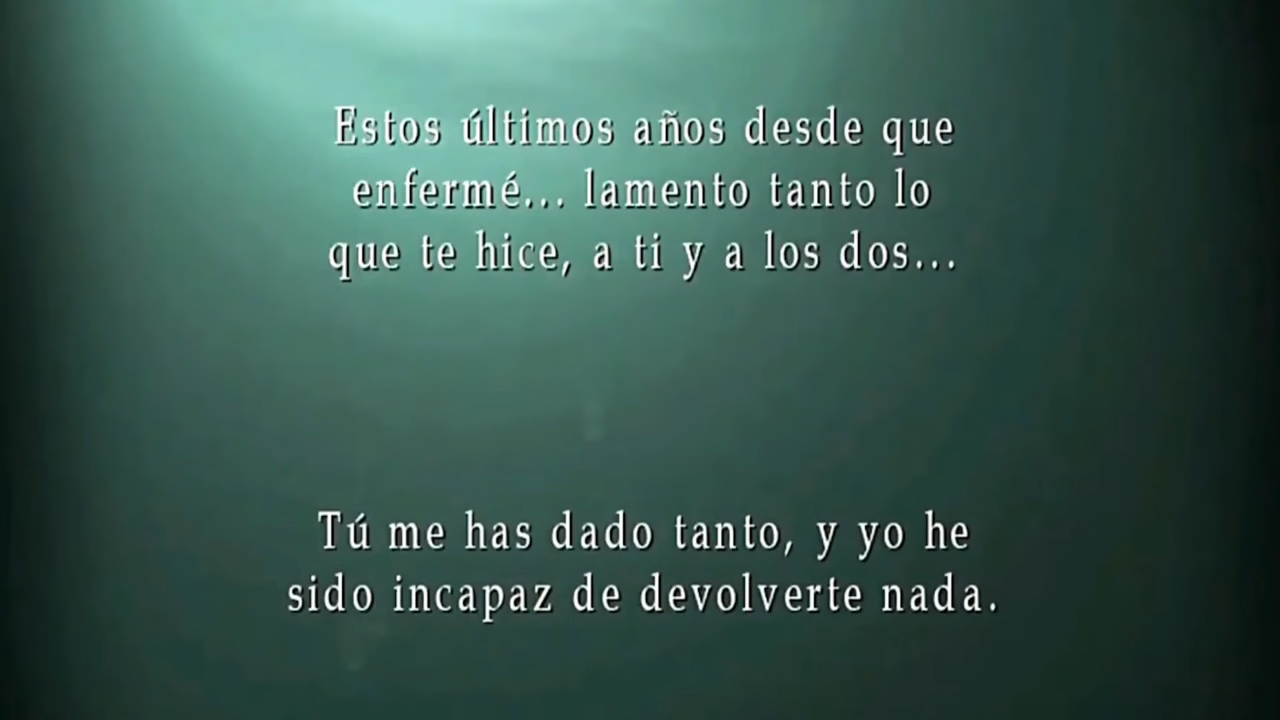 Estos últimos años desde que
enfermé... lamento tanto lo
que te hice, a ti y a los dos...
Tú me has dado tanto, y yo he
sido incapaz de devolverte nada.